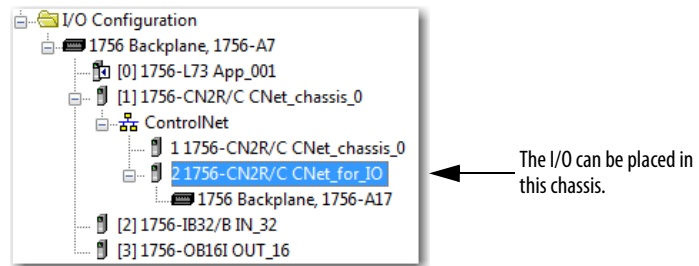 I/O Configuration
1756 Backplane, 1756-A7
[0] 1756-L73 App_001
[1] 1756-CN2R/C CNet_chassis_0
ControlNet
1 1756-CN2R/C CNet_chassis_0
2 1756-CN2R/C CNet_for_IO
1756 Backplane, 1756-A17
[2] 1756-IB32/B IN_32
[3] 1756-OB16I OUT_16
The I/O can be placed in
this chassis.